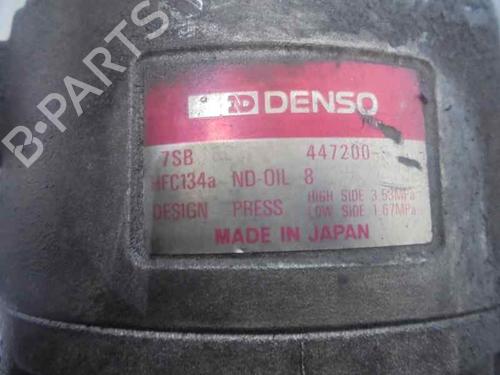 B-PARTS
DENSO
7SB 447200-
HFC134a ND-OIL 8
DESIGN PRESS HIGH SIDE 3.53MPa
LOW SIDE 1.67MPa
MADE IN JAPAN